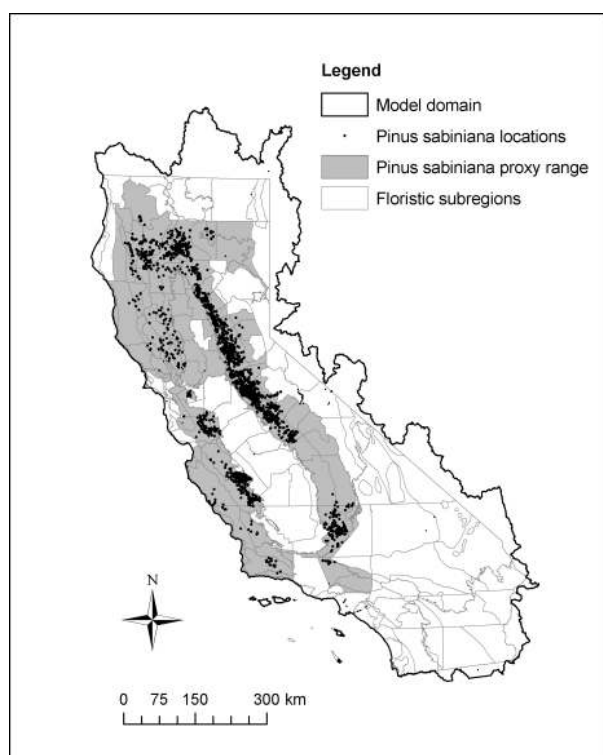 Legend
Model domain
Pinus sabiniana locations
Pinus sabiniana proxy range
Floristic subregions
N
0 75 150 300 km